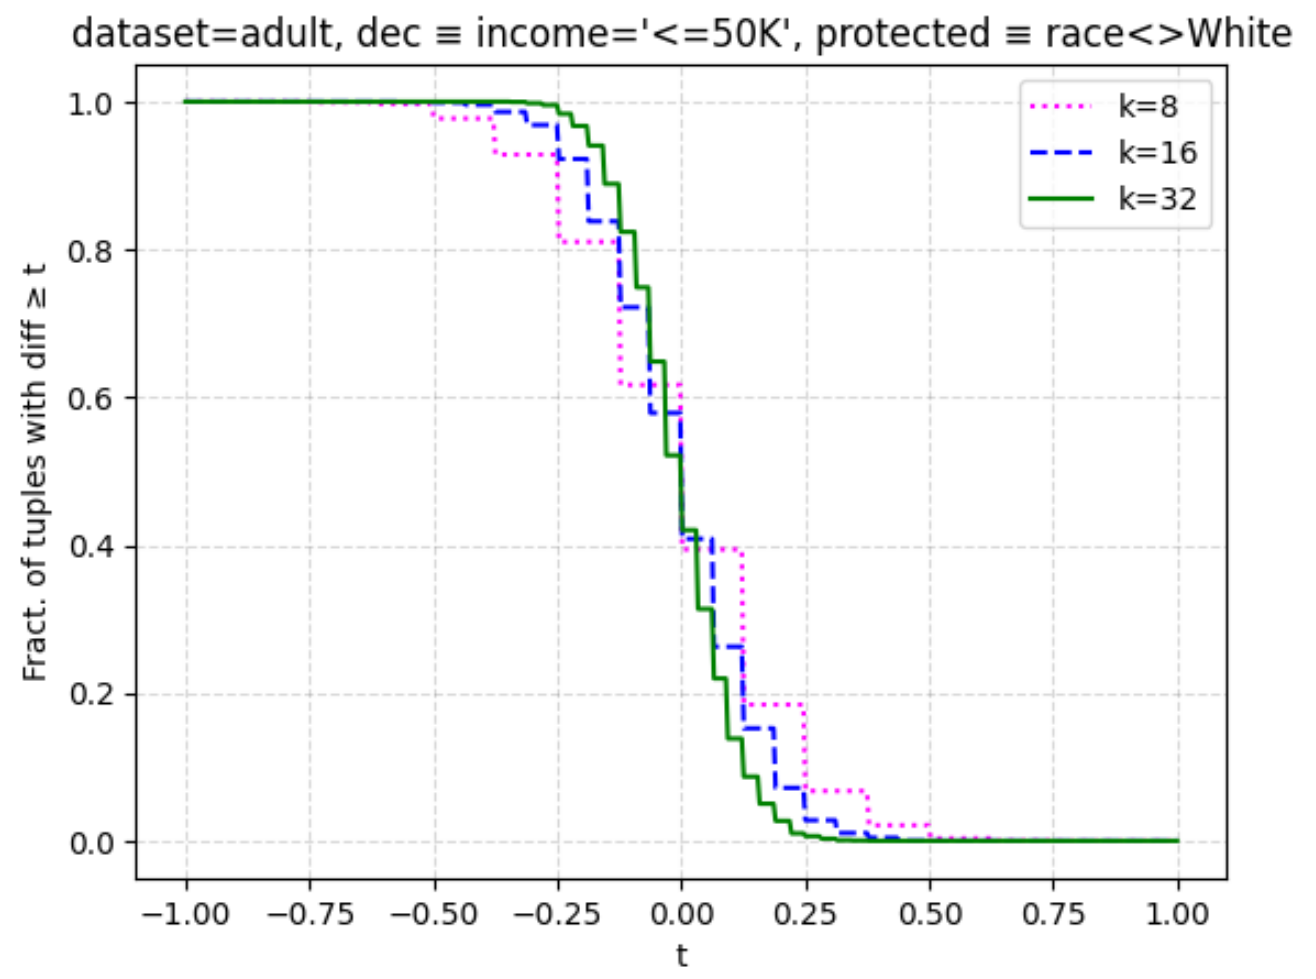 dataset=adult, dec ≡ income='<=50K', protected ≡ race<>White
k=8
k=16
k=32
Fract. of tuples with diff ≥ t
1.0
0.8
0.6
0.4
0.2
0.0
−1.00 −0.75 −0.50 −0.25 0.00 0.25 0.50 0.75 1.00
t